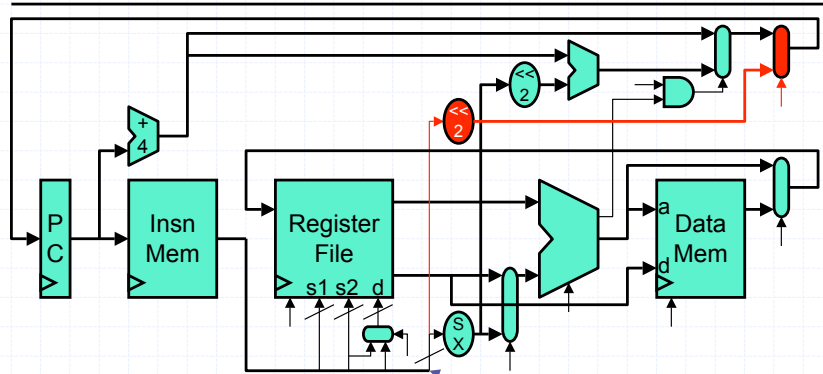 <<
2
<<
2
+
4
P
C
Insn
Mem
Register
File
s1 s2 d
a
d
Data
Mem
S
X